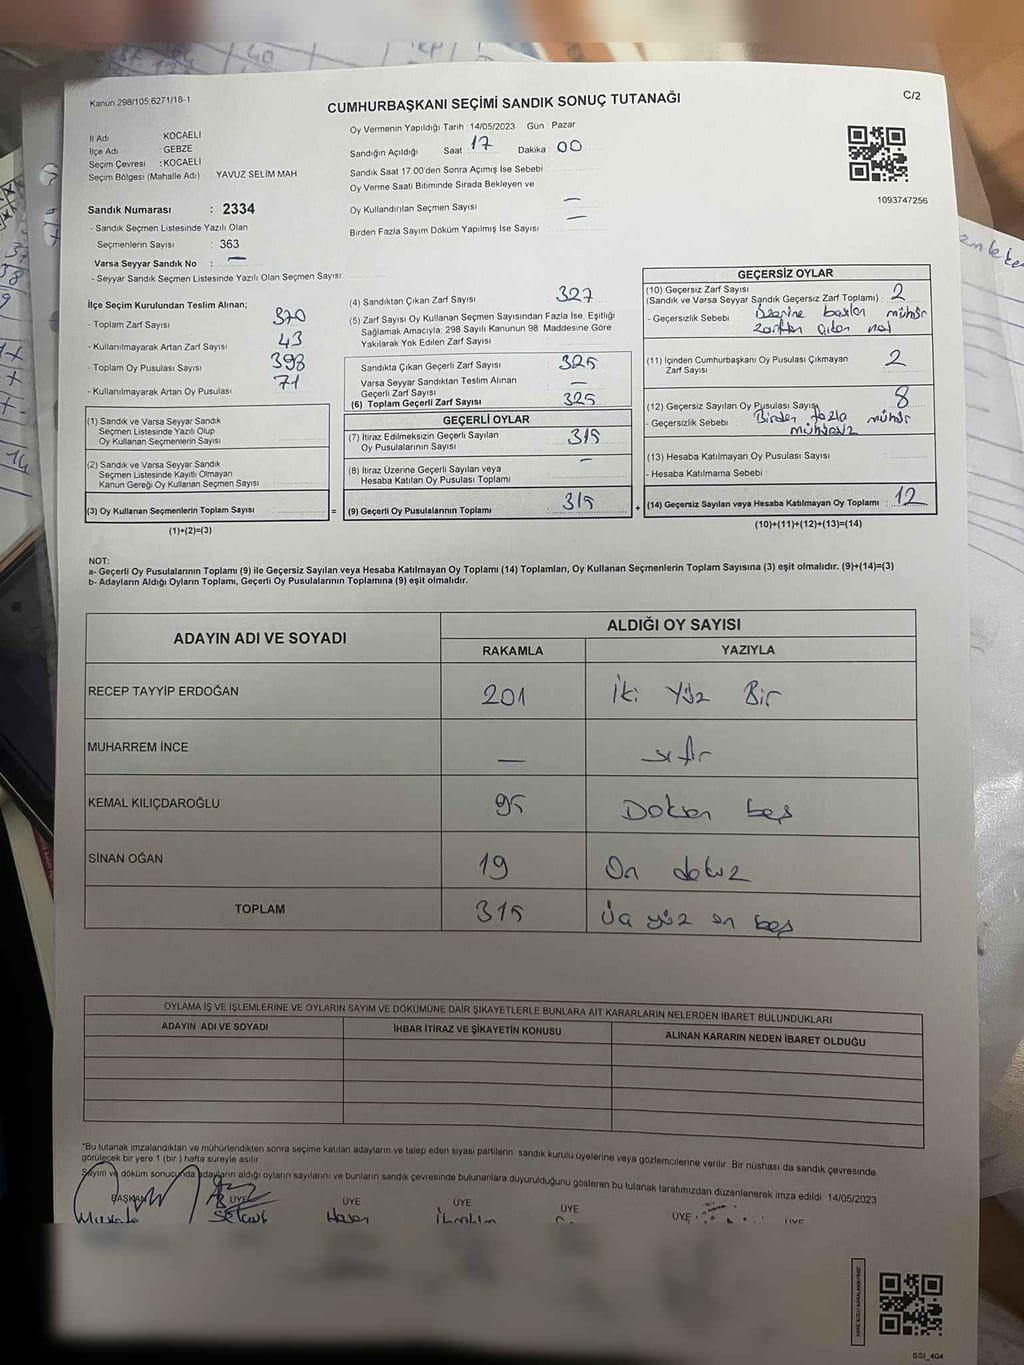 Kanun.298/105.6271/16-1
CUMHURBAŞKANI SEÇİMİ SANDIK SONUÇ TUTANAĞI
C/2
İl Adı : KOCAELİ
İlçe Adı : GEBZE
Seçim Çevresi : KOCAELİ
Seçim Bölgesi (Mahalle Adı) : YAVUZ SELİM MAH
Sandık Numarası : 2334
- Sandık Seçmen Listesinde Yazılı Olan
Seçmenlerin Sayısı : 363
Varsa Seyyar Sandık No : —
- Seyyar Sandık Seçmen Listesinde Yazılı Olan Seçmen Sayısı:
Oy Vermenin Yapıldığı Tarih : 14/05/2023 Gün : Pazar
Sandığın Açıldığı Saat : 17 Dakika : 00
Sandık Saat 17.00'den Sonra Açımış İse Sebebi
Oy Verme Saati Bitiminde Sırada Bekleyen ve
Oy Kullandırılan Seçmen Sayısı —
Birden Fazla Sayım Döküm Yapılmış İse Sayısı —
1093747256
İlçe Seçim Kurulundan Teslim Alınan;
- Toplam Zarf Sayısı : 370
- Kullanılmayarak Artan Zarf Sayısı : 43
- Toplam Oy Pusulası Sayısı : 398
- Kullanılmayarak Artan Oy Pusulası : 71
(1) Sandık ve Varsa Seyyar Sandık
Seçmen Listesinde Yazılı Olup
Oy Kullanan Seçmenlerin Sayısı :
(2) Sandık ve Varsa Seyyar Sandık
Seçmen Listesinde Kayıtlı Olmayan
Kanun Gereği Oy Kullanan Seçmen Sayısı :
(3) Oy Kullanan Seçmenlerin Toplam Sayısı :
(1)+(2)=(3)
(4) Sandıktan Çıkan Zarf Sayısı : 327
(5) Zarf Sayısı Oy Kullanan Seçmen Sayısından Fazla İse, Eşitliği
Sağlamak Amacıyla; 298 Sayılı Kanunun 98. Maddesine Göre
Yakılarak Yok Edilen Zarf Sayısı :
Sandıkta Çıkan Geçerli Zarf Sayısı : 325
Varsa Seyyar Sandıktan Teslim Alınan
Geçerli Zarf Sayısı : —
(6) Toplam Geçerli Zarf Sayısı : 325
GEÇERLİ OYLAR
(7) İtiraz Edilmeksizin Geçerli Sayılan
Oy Pusulalarının Sayısı : 315
(8) İtiraz Üzerine Geçerli Sayılan veya
Hesaba Katılan Oy Pusulası Toplamı : —
= (9) Geçerli Oy Pusulalarının Toplamı : 315 +
GEÇERSİZ OYLAR
(10) Geçersiz Zarf Sayısı
(Sandık ve Varsa Seyyar Sandık Geçersiz Zarf Toplamı) : 2
- Geçersizlik Sebebi : Üzerine basılan mühür
zarftan
(11) İçinden Cumhurbaşkanı Oy Pusulası Çıkmayan
Zarf Sayısı : 2
(12) Geçersiz Sayılan Oy Pusulası Sayısı : 8
- Geçersizlik Sebebi : Birden fazla mühür
mühürsüz
(13) Hesaba Katılmayan Oy Pusulası Sayısı :
- Hesaba Katılmama Sebebi :
(14) Geçersiz Sayılan veya Hesaba Katılmayan Oy Toplamı : 12
(10)+(11)+(12)+(13)=(14)
NOT:
a- Geçerli Oy Pusulalarının Toplamı (9) ile Geçersiz Sayılan veya Hesaba Katılmayan Oy Toplamı (14) Toplamları, Oy Kullanan Seçmenlerin Toplam Sayısına (3) eşit olmalıdır. (9)+(14)=(3)
b- Adayların Aldığı Oyların Toplamı, Geçerli Oy Pusulalarının Toplamına (9) eşit olmalıdır.
ADAYIN ADI VE SOYADI
ALDIĞI OY SAYISI
RAKAMLA YAZIYLA
RECEP TAYYİP ERDOĞAN 201 İki Yüz Bir
MUHARREM İNCE — sıfır
KEMAL KILIÇDAROĞLU 95 Doksan beş
SİNAN OĞAN 19 On dokuz
TOPLAM 315 Üç yüz on beş
OYLAMA İŞ VE İŞLEMLERİNE VE OYLARIN SAYIM VE DÖKÜMÜNE DAİR ŞİKAYETLERLE BUNLARA AİT KARARLARIN NELERDEN İBARET BULUNDUKLARI
ADAYIN ADI VE SOYADI İHBAR İTİRAZ VE ŞİKAYETİN KONUSU ALINAN KARARIN NEDEN İBARET OLDUĞU
*Bu tutanak imzalandıktan ve mühürlendikten sonra seçime katılan adayların ve talep eden siyasi partilerin sandık kurulu üyelerine veya gözlemcilerine verilir. Bir nüshası da sandık çevresinde
görülecek bir yere 1 (bir ) hafta süreyle asılır.
Sayım ve döküm sonucunda adayların aldığı oyların sayılarını ve bunların sandık çevresinde bulunanlara duyurulduğunu gösteren bu tutanak tarafımızdan düzenlenerek imza edildi. 14/05/2023
BAŞKAN ÜYE ÜYE ÜYE ÜYE ÜYE ÜYE
Mustafa Selçuk Hasan İbrahim
SSI_404